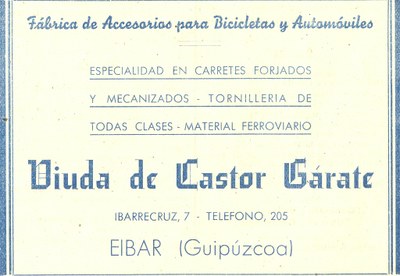 Fábrica de Accesorios para Bicicletas y Automóviles
ESPECIALIDAD EN CARRETES FORJADOS
Y MECANIZADOS - TORNILLERIA DE
TODAS CLASES - MATERIAL FERROVIARIO
Viuda de Castor Gárate
IBARRECRUZ, 7 - TELEFONO, 205
EIBAR (Guipúzcoa)